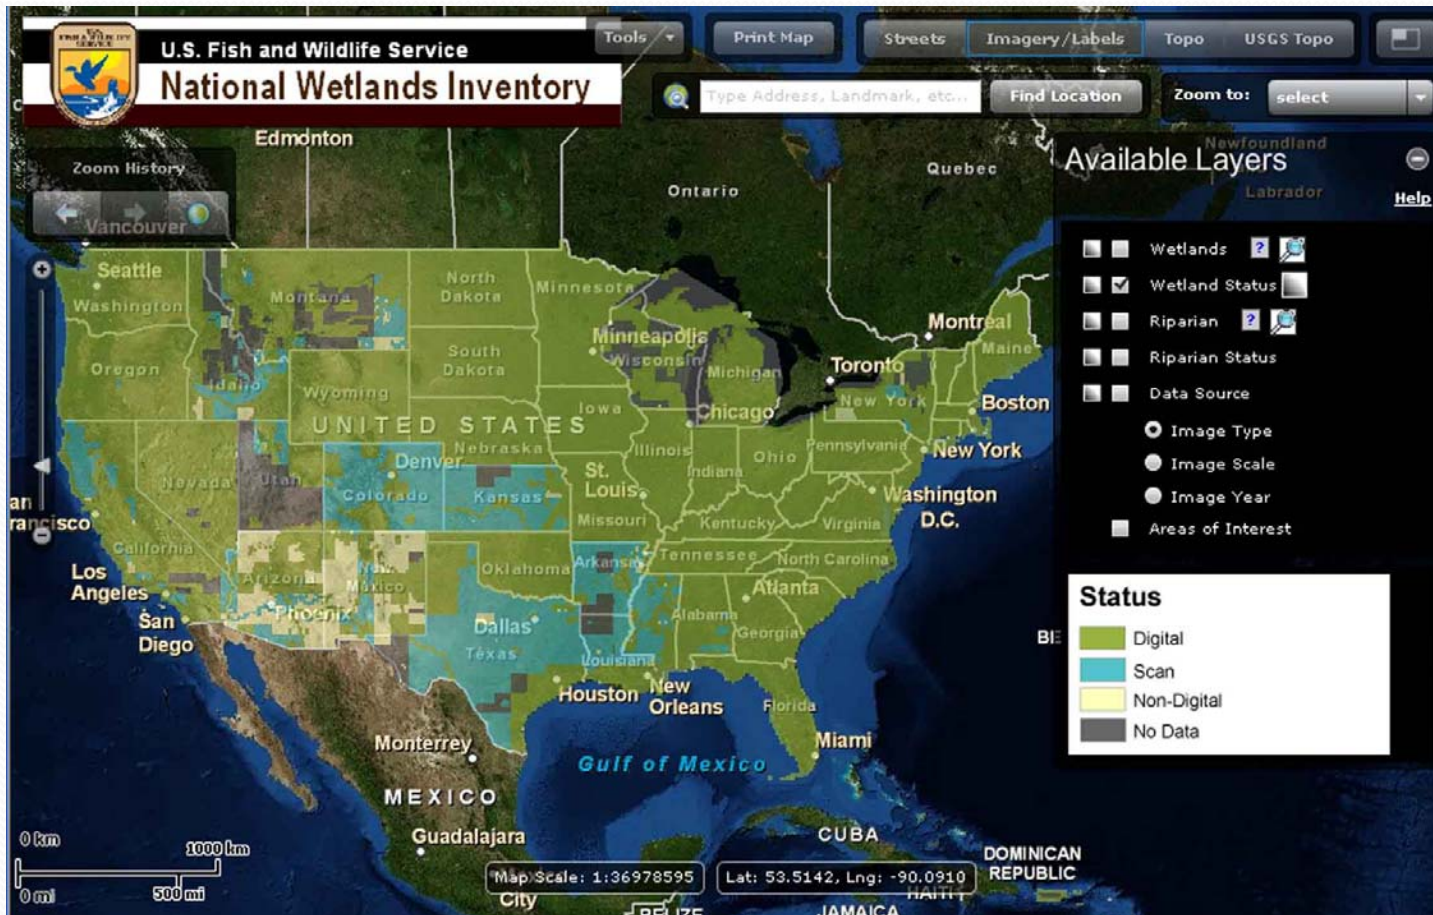 U.S. Fish and Wildlife Service
National Wetlands Inventory
Tools
Print Map
Streets
Imagery/Labels
Topo
USGS Topo
Type Address, Landmark, etc...
Find Location
Zoom to:
select
Zoom History
Available Layers
Help
Wetlands ?
Wetland Status
Riparian ?
Riparian Status
Data Source
Image Type
Image Scale
Image Year
Areas of Interest
Status
Digital
Scan
Non-Digital
No Data
Edmonton
Vancouver
Ontario
Quebec
Newfoundland
Labrador
Seattle
Washington
Montana
North
Dakota
Minnesota
Montreal
Maine
Oregon
Idaho
Wyoming
South
Dakota
Minneapolis
Wisconsin
Michigan
Toronto
New York
Boston
UNITED STATES
Iowa
Chicago
Nebraska
Illinois
Indiana
Ohio
Pennsylvania
New York
Nevada
Utah
Denver
Colorado
Kansas
St.
Louis
Missouri
Kentucky
Virginia
Washington
D.C.
an
rancisco
California
Los
Angeles
San
Diego
Arizona
Phoenix
New
Mexico
Oklahoma
Arkansas
Tennessee
North Carolina
Atlanta
Alabama
Georgia
Dallas
Texas
Louisiana
Houston
New
Orleans
Florida
Miami
Monterrey
Gulf of Mexico
MEXICO
Guadalajara
City
CUBA
DOMINICAN
REPUBLIC
HAITI
BELIZE
JAMAICA
BE
0 km
1000 km
0 mi
500 mi
Map Scale: 1:36978595
Lat: 53.5142, Lng: -90.0910